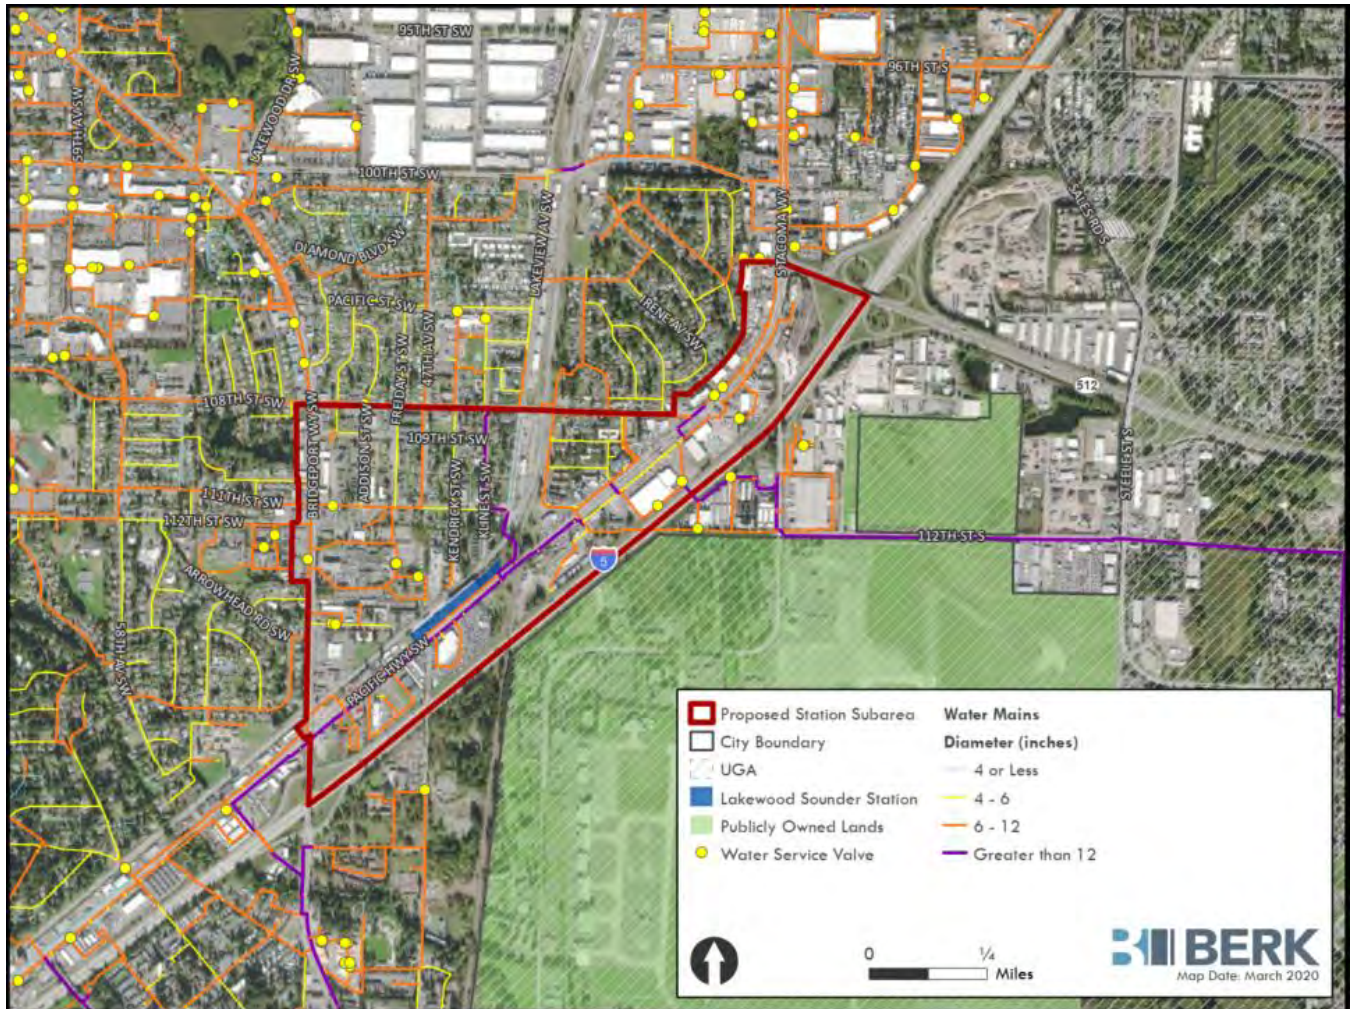 95TH ST SW
96TH ST S
59TH AV SW
LAKEWOOD DR SW
100TH ST SW
SALES RD S
LAKEVIEW AV SW
S TACOMA WY
DIAMOND BLVD SW
PACIFIC ST SW
IRENE AV SW
FREIDAY ST SW
47TH AV SW
512
108TH ST SW
BRIDGEPORT WY SW
ADDISON ST SW
109TH ST SW
KENDRICK ST SW
KLINE ST SW
STEELE ST S
111TH ST SW
112TH ST SW
112TH ST S
5
ARROWHEAD RD SW
58TH AV SW
PACIFIC HWY SW
Proposed Station Subarea
City Boundary
UGA
Lakewood Sounder Station
Publicly Owned Lands
Water Service Valve
Water Mains
Diameter (inches)
4 or Less
4 - 6
6 - 12
Greater than 12
0 ¼
Miles
BERK
Map Date: March 2020